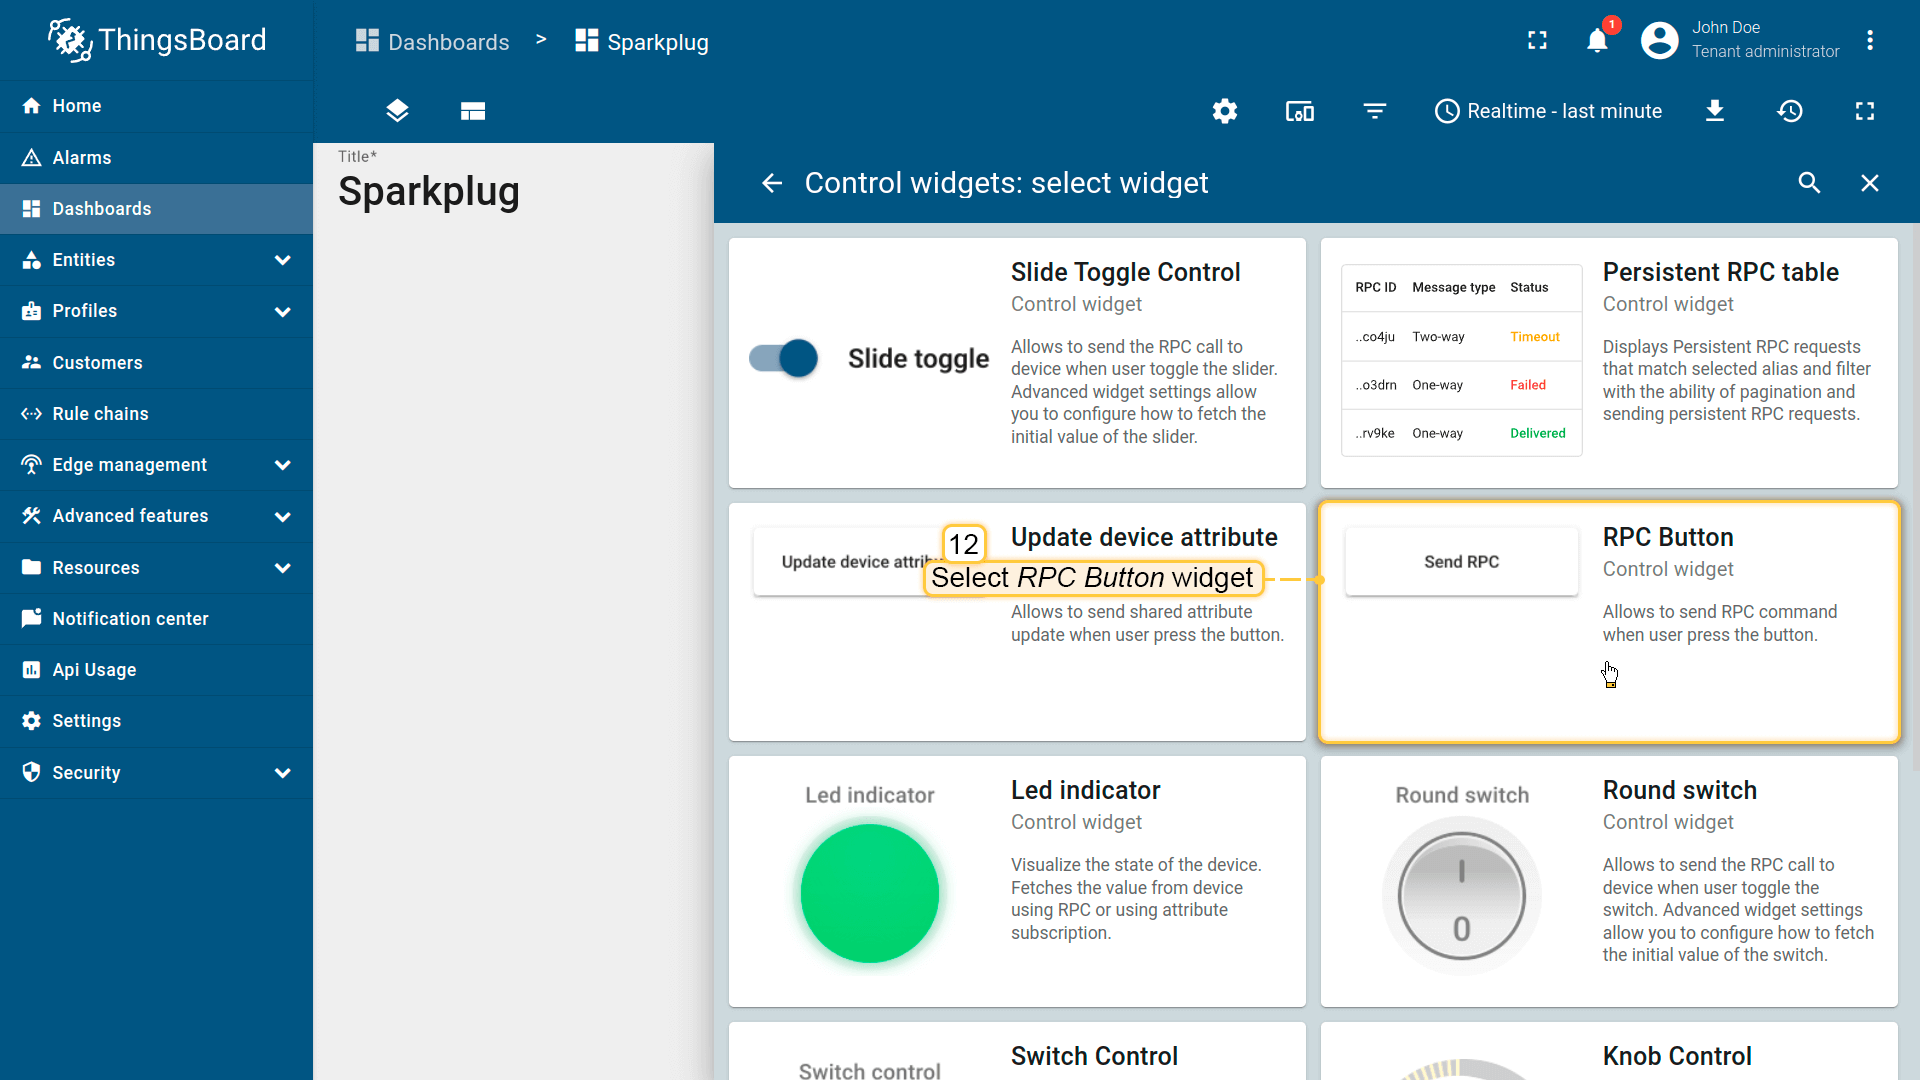 ThingsBoard
Dashboards > Sparkplug
1
John Doe
Tenant administrator
Home
Alarms
Dashboards
Entities
Profiles
Customers
Rule chains
Edge management
Advanced features
Resources
Notification center
Api Usage
Settings
Security
Realtime - last minute
Title*
Sparkplug
Control widgets: select widget
Slide toggle
Slide Toggle Control
Control widget
Allows to send the RPC call to
device when user toggle the slider.
Advanced widget settings allow
you to configure how to fetch the
initial value of the slider.
RPC ID Message type Status
..co4ju Two-way Timeout
..o3drn One-way Failed
..rv9ke One-way Delivered
Persistent RPC table
Control widget
Displays Persistent RPC requests
that match selected alias and filter
with the ability of pagination and
sending persistent RPC requests.
Update device
12
Select RPC Button widget
Update device attribute
Allows to send shared attribute
update when user press the button.
Send RPC
RPC Button
Control widget
Allows to send RPC command
when user press the button.
Led indicator
Led indicator
Control widget
Visualize the state of the device.
Fetches the value from device
using RPC or using attribute
subscription.
Round switch
I
0
Round switch
Control widget
Allows to send the RPC call to
device when user toggle the
switch. Advanced widget settings
allow you to configure how to fetch
the initial value of the switch.
Switch control
Switch Control
Knob Control